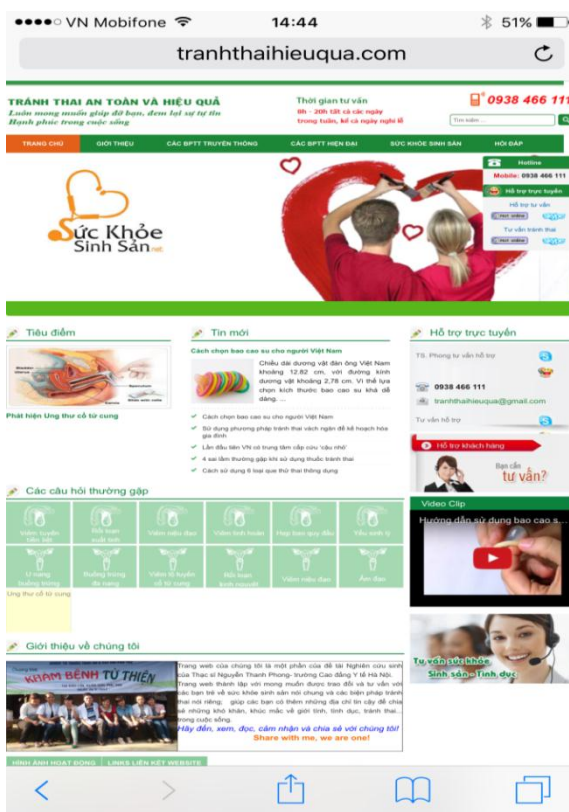 VN Mobifone 14:44 51%
tranhthaihieuqua.com
TRÁNH THAI AN TOÀN VÀ HIỆU QUẢ
Luôn mong muốn giúp đỡ bạn, đem lại sự tự tin
Hạnh phúc trong cuộc sống
Thời gian tư vấn
8h - 20h tất cả các ngày
trong tuần, kể cả ngày nghỉ lễ
0938 466 111
Tìm kiếm ...
TRANG CHỦ GIỚI THIỆU CÁC BPTT TRUYỀN THỐNG CÁC BPTT HIỆN ĐẠI SỨC KHỎE SINH SẢN HỎI ĐÁP
Hotline
Mobile: 0938 466 111
Hỗ trợ trực tuyến
Hỗ trợ tư vấn
Tư vấn tránh thai
Sức Khỏe
Sinh Sản.net
Tiêu điểm
Phát hiện Ung thư cổ tử cung
Tin mới
Cách chọn bao cao su cho người Việt Nam
Chiều dài dương vật đàn ông Việt Nam
khoảng 12.82 cm, với đường kính
dương vật khoảng 2,78 cm. Vì thế lựa
chọn kích thước bao cao su khá dễ
dàng. ...
Cách chọn bao cao su cho người Việt Nam
Sử dụng phương pháp tránh thai vách ngăn để kế hoạch hóa
gia đình
Lần đầu tiên VN có trung tâm cấp cứu 'cậu nhỏ'
4 sai lầm thường gặp khi sử dụng thuốc tránh thai
Cách sử dụng 6 loại que thử thai thông dụng
Hỗ trợ trực tuyến
TS. Phong tư vấn hỗ trợ
0938 466 111
tranhthaihieuqua@gmail.com
Tư vấn hỗ trợ
Hỗ trợ khách hàng
Bạn cần
tư vấn?
Video Clip
Hướng dẫn sử dụng bao cao s...
Tư vấn sức khỏe
Sinh sản -Tình dục
Các câu hỏi thường gặp
Viêm tuyến
tiền liệt
Rối loạn
xuất tinh
Viêm niệu đạo
Viêm tinh hoàn
Hẹp bao quy đầu
Yếu sinh lý
U nang
buồng trứng
Buồng trứng
đa nang
Viêm lộ tuyến
cổ tử cung
Rối loạn
kinh nguyệt
Viêm niệu đạo
Âm đạo
Ung thư cổ tử cung
Giới thiệu về chúng tôi
KHÁM BỆNH TỪ THIỆN
Trang web của chúng tôi là một phần của đề tài Nghiên cứu sinh
của Thạc sĩ Nguyễn Thanh Phong- trường Cao đẳng Y tế Hà Nội.
Trang web thành lập với mong muốn được trao đổi và tư vấn với
các bạn trẻ về sức khỏe sinh sản nói chung và các biện pháp tránh
thai nói riêng; giúp các bạn có thêm những địa chỉ tin cậy để chia
sẻ những khó khăn, khúc mắc về giới tính, tình dục, tránh thai...
trong cuộc sống.
Hãy đến, xem, đọc, cảm nhận và chia sẻ với chúng tôi!
Share with me, we are one!
HÌNH ẢNH HOẠT ĐỘNG LINKS LIÊN KẾT WEBSITE